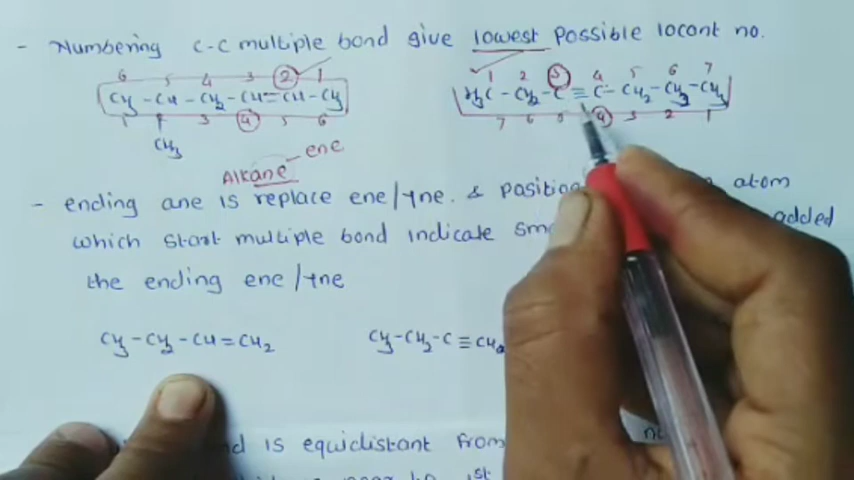 - Numbering C-C multiple bond give lowest possible locant no.
6 5 4 3 2 1
CH3 - CH - CH2 - CH = CH - CH3
1 3 4 5 6
CH3
1 2 3 4 5 6 7
H3C - CH2 - C ≡ C - CH2 - CH2 - CH3
7 6 5 4 3 2 1
Alkane - ene
- ending ane is replace ene/yne. & position atom
which start multiple bond indicate added
the ending ene/yne
CH3-CH2-CH=CH2 CH3-CH2-C≡CH
is equidistant from
1st